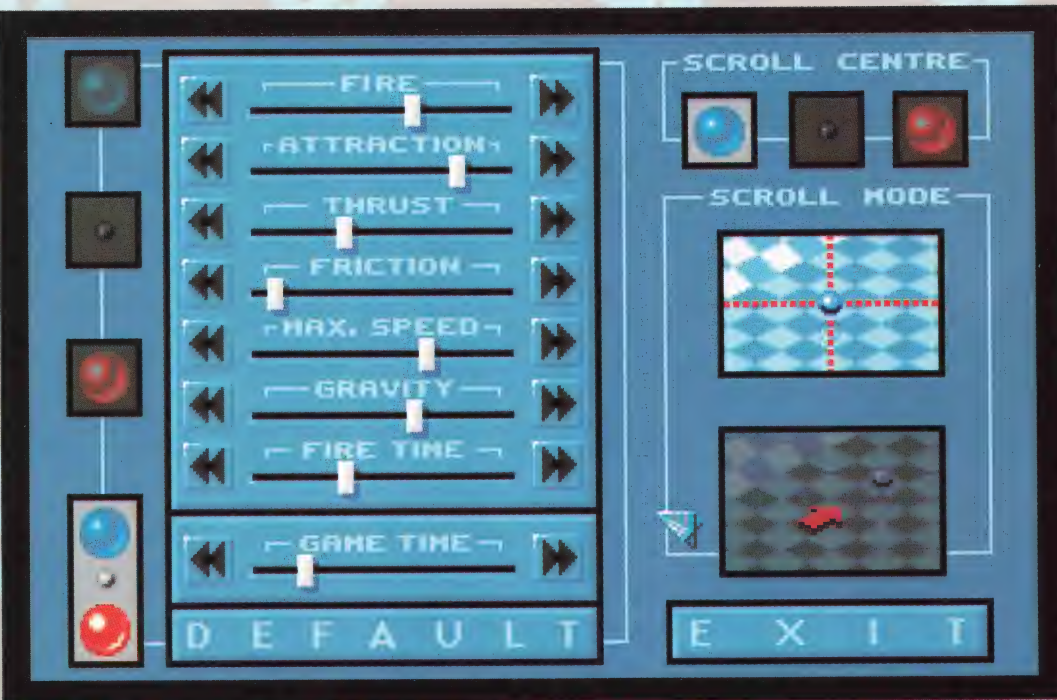 FIRE
ATTRACTION
THRUST
FRICTION
MAX. SPEED
GRAVITY
FIRE TIME
GAME TIME
DEFAULT
SCROLL CENTRE
SCROLL MODE
EXIT